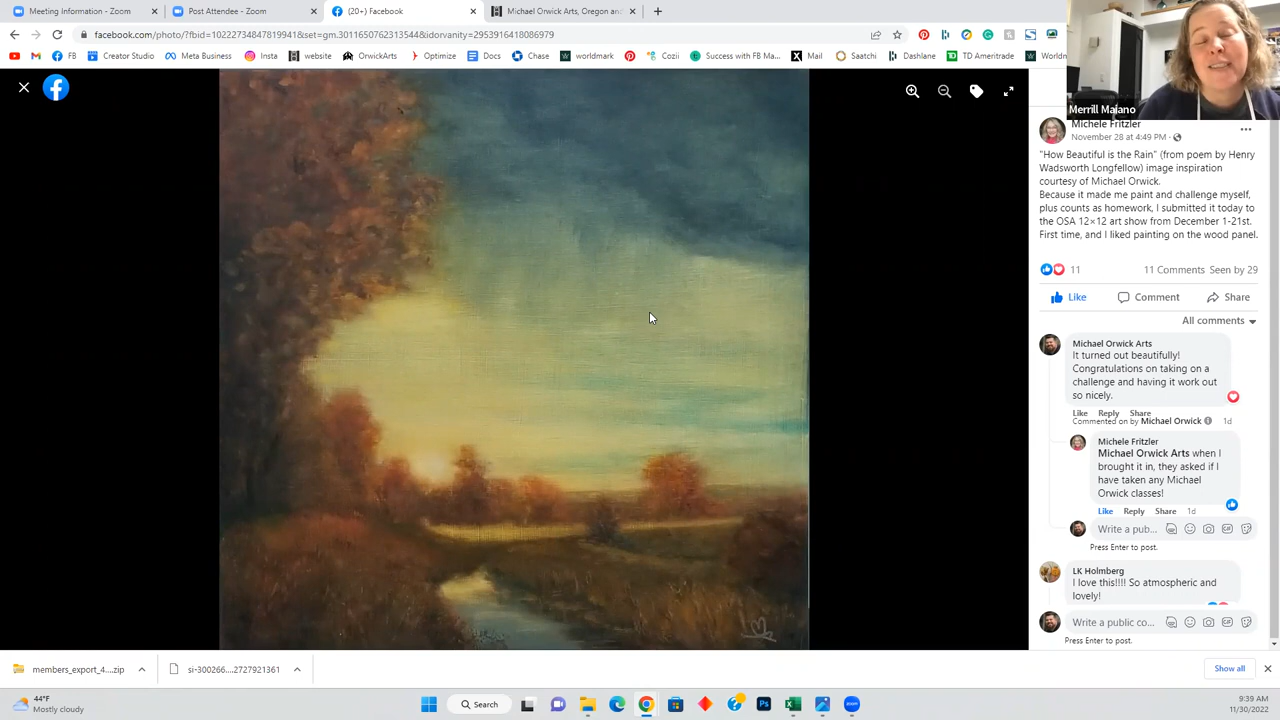 Meeting Information - Zoom
Post Attendee - Zoom
(20+) Facebook
Michael Orwick Arts, Oregon and
facebook.com/photo/?fbid=10222734847819941&set=gm.3011650762313544&idorvanity=2953916418086979
FB
Creator Studio
Meta Business
Insta
website
OrwickArts
Optimize
Docs
Chase
worldmark
Cozii
Success with FB Ma...
Mail
Saatchi
Dashlane
TD Ameritrade
Merrill Maiano
Michele Fritzler
November 28 at 4:49 PM ·
"How Beautiful is the Rain" (from poem by Henry
Wadsworth Longfellow) image inspiration
courtesy of Michael Orwick.
Because it made me paint and challenge myself,
plus counts as homework, I submitted it today to
the OSA 12×12 art show from December 1-21st.
First time, and I liked painting on the wood panel.
11
11 Comments Seen by 29
Like
Comment
Share
All comments
Michael Orwick Arts
It turned out beautifully!
Congratulations on taking on a
challenge and having it work out
so nicely.
Like Reply Share
Commented on by Michael Orwick 1d
Michele Fritzler
Michael Orwick Arts when I
brought it in, they asked if I
have taken any Michael
Orwick classes!
Like Reply Share 1d
Write a pub...
Press Enter to post.
LK Holmberg
I love this!!!! So atmospheric and
lovely!
Write a public co...
Press Enter to post.
members_export_4....zip
si-300266....2727921361
Show all
44°F
Mostly cloudy
Search
9:39 AM
11/30/2022